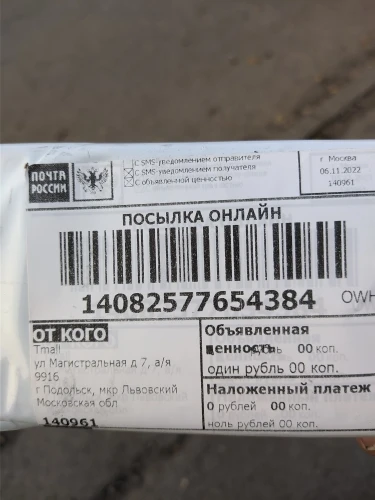 С SMS-уведомлением отправителя
С SMS-уведомлением получателя
С объявленной ценностью
г Москва
06.11.2022
140961
ПОЧТА
РОССИИ
ПОСЫЛКА ОНЛАЙН
14082577654384
OWH
от кого
Tmall
ул Магистральная д 7, а/я
9916
г Подольск, мкр Львовский
Московская обл
140961
Объявленная
ценность 00 коп.
один рубль 00 коп.
Наложенный платеж
0 рублей 00 коп.
ноль рублей 00 коп.